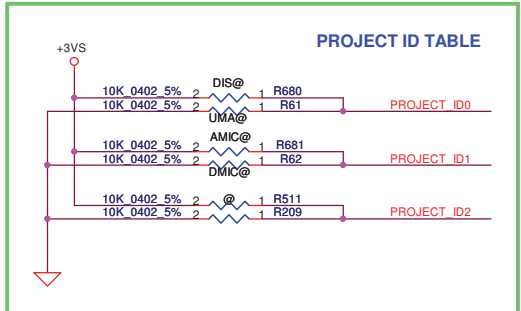 PROJECT ID TABLE
+3VS
DIS@
10K_0402_5% 2 1 R680
10K_0402_5% 2 1 R61 PROJECT_ID0
UMA@
AMIC@
10K_0402_5% 2 1 R681
10K_0402_5% 2 1 R62 PROJECT_ID1
DMIC@
10K_0402_5% 2 @ 1 R511
10K_0402_5% 2 1 R209 PROJECT_ID2